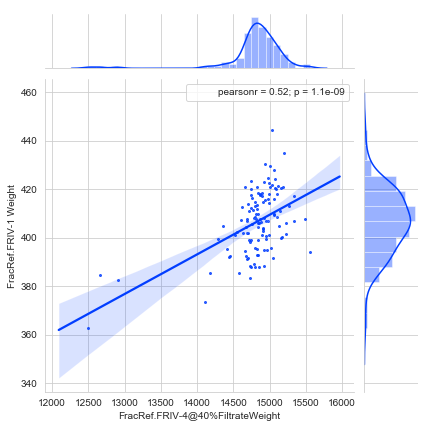 pearsonr = 0.52; p = 1.1e-09
460
440
420
400
380
360
340
FracRef.FRIV-1 Weight
12000 12500 13000 13500 14000 14500 15000 15500 16000
FracRef.FRIV-4@40%FiltrateWeight